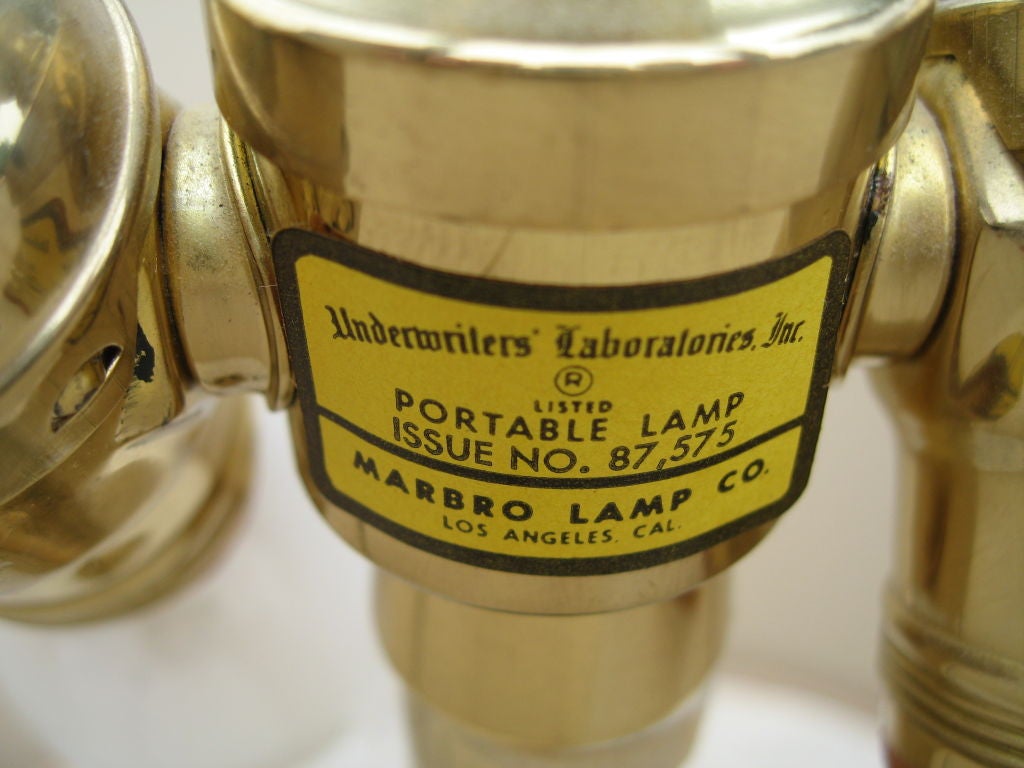 Underwriters' Laboratories, Inc.
®
LISTED
PORTABLE LAMP
ISSUE NO. 87,575
MARBRO LAMP CO.
LOS ANGELES, CAL.